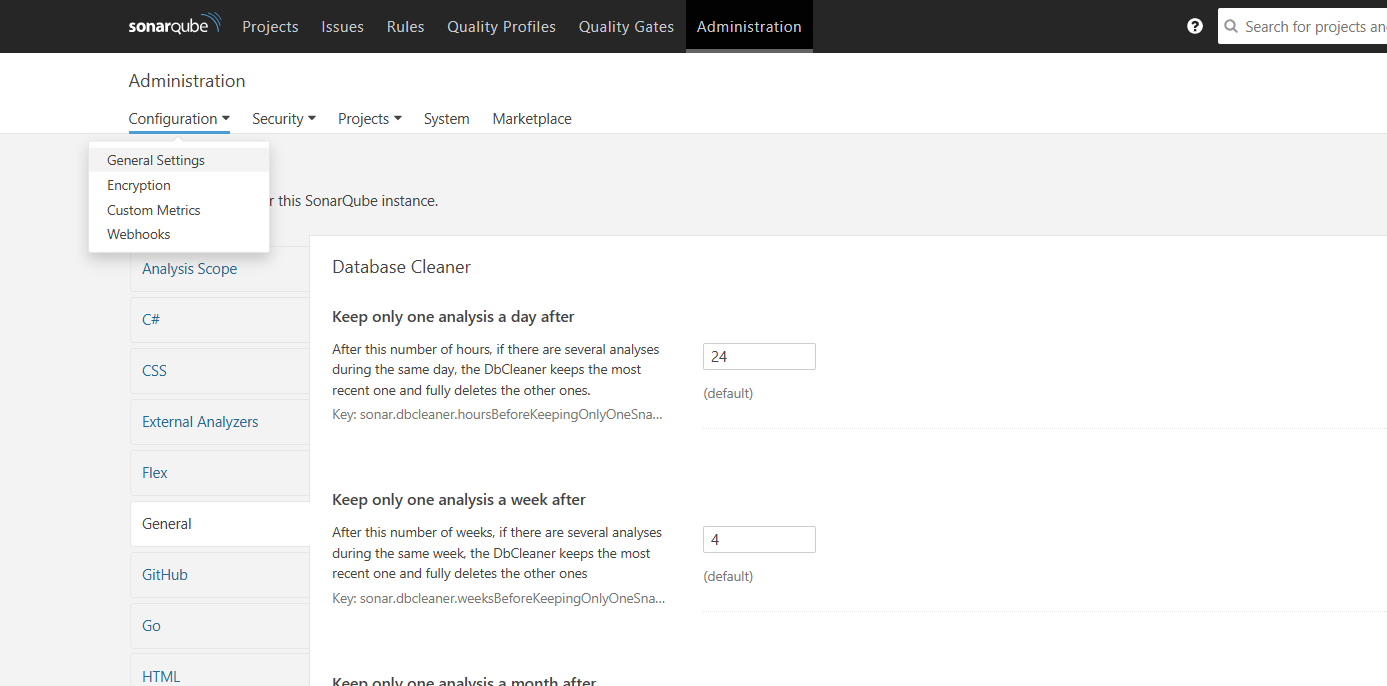 sonarqube Projects Issues Rules Quality Profiles Quality Gates Administration ? Search for projects an
Administration
Configuration Security Projects System Marketplace
General Settings
Encryption
Custom Metrics
Webhooks
r this SonarQube instance.
Analysis Scope
C#
CSS
External Analyzers
Flex
General
GitHub
Go
HTML
Database Cleaner
Keep only one analysis a day after
After this number of hours, if there are several analyses
during the same day, the DbCleaner keeps the most
recent one and fully deletes the other ones.
Key: sonar.dbcleaner.hoursBeforeKeepingOnlyOneSna...
24
(default)
Keep only one analysis a week after
After this number of weeks, if there are several analyses
during the same week, the DbCleaner keeps the most
recent one and fully deletes the other ones
Key: sonar.dbcleaner.weeksBeforeKeepingOnlyOneSna...
4
(default)
Keep only one analysis a month after